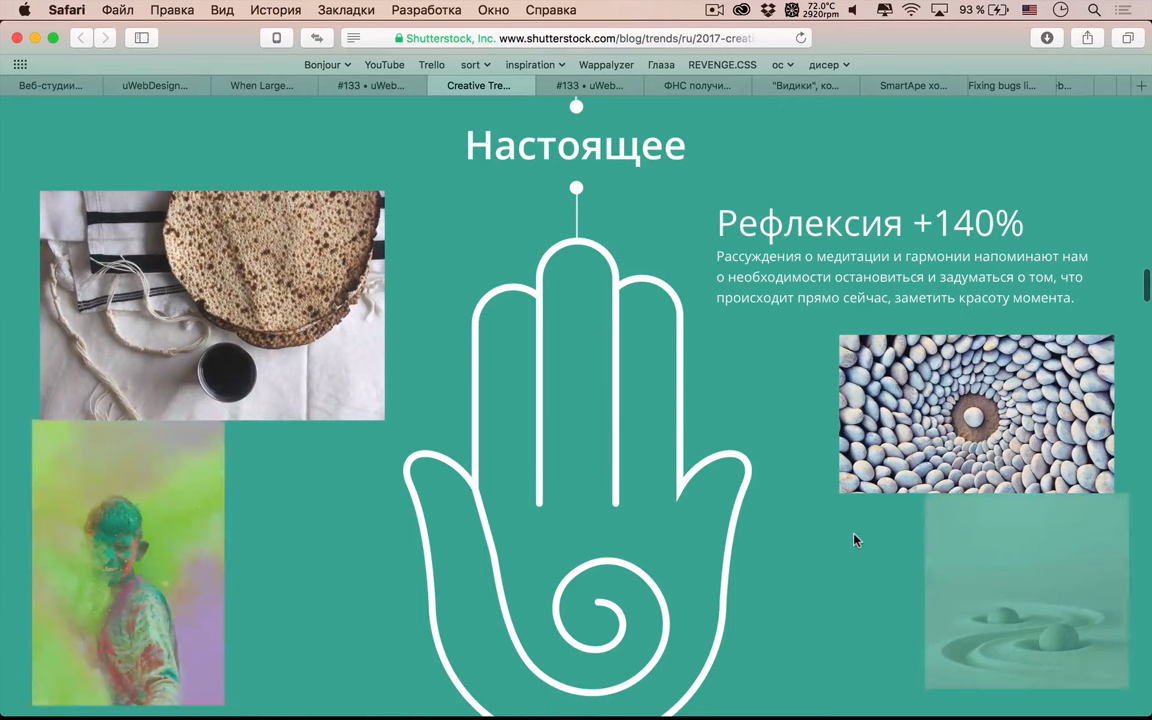 Safari Файл Правка Вид История Закладки Разработка Окно Справка 72.0°C 2920rpm 93 %
Shutterstock, Inc. www.shutterstock.com/blog/trends/ru/2017-creati
Bonjour YouTube Trello sort inspiration Wappalyzer Глаза REVENGE.CSS ос дисер
Веб-студии... uWebDesign... When Large... #133 • uWeb... Creative Tre... #133 • uWeb... ФНС получи... "Видики", ко... SmartApe хо... Fixing bugs li... b...
Настоящее
Рефлексия +140%
Рассуждения о медитации и гармонии напоминают нам
о необходимости остановиться и задуматься о том, что
происходит прямо сейчас, заметить красоту момента.